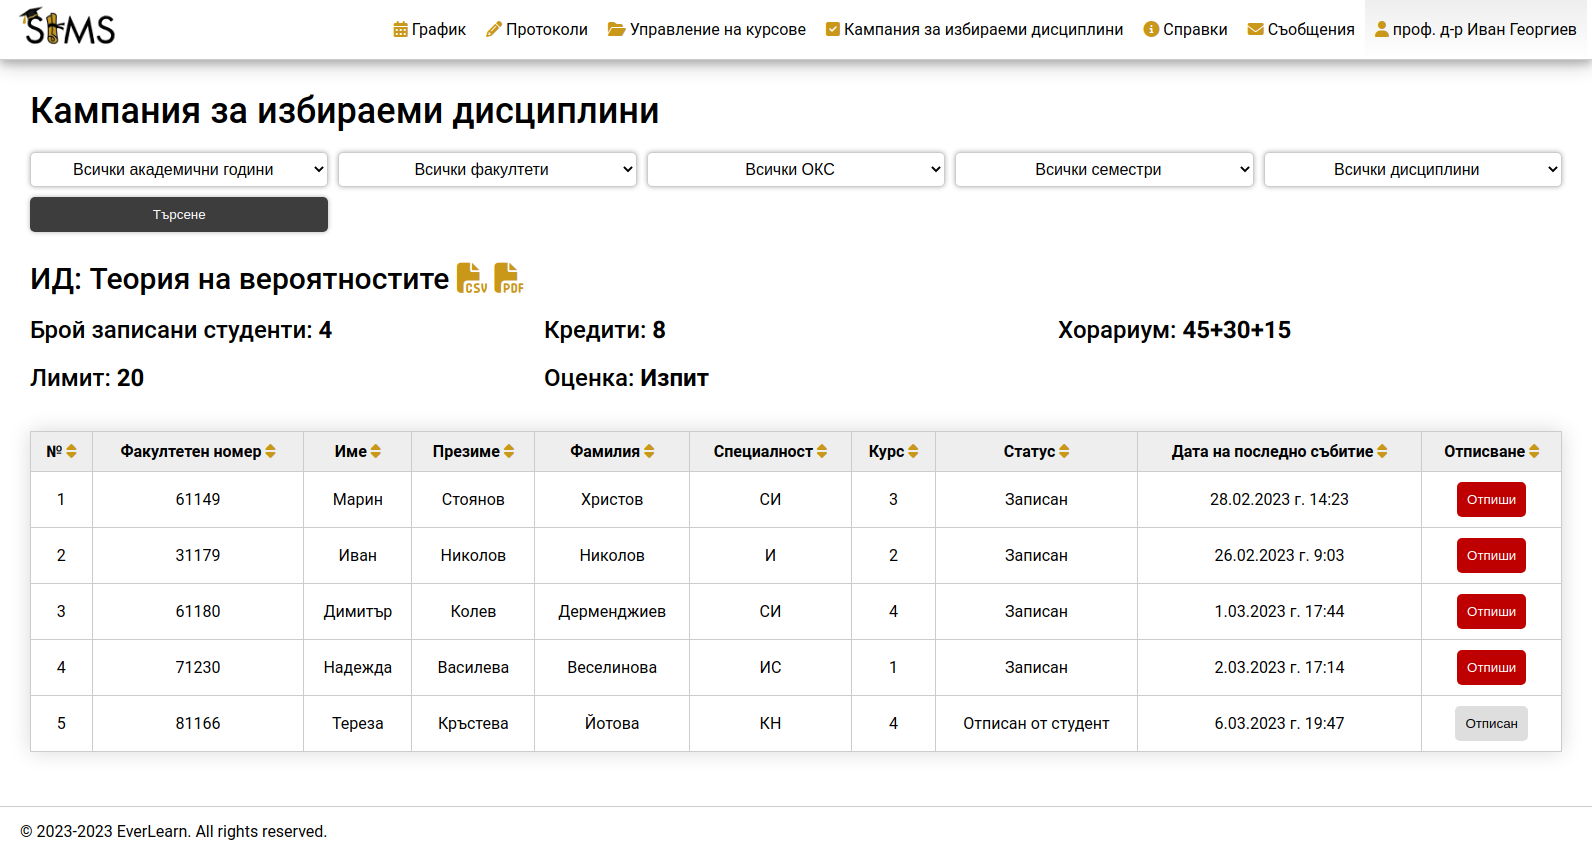 SIMS
График Протоколи Управление на курсове Кампания за избираеми дисциплини Справки Съобщения проф. д-р Иван Георгиев
Кампания за избираеми дисциплини
Всички академични години Всички факултети Всички ОКС Всички семестри Всички дисциплини
Търсене
ИД: Теория на вероятностите CSV PDF
Брой записани студенти: 4 Кредити: 8 Хорариум: 45+30+15
Лимит: 20 Оценка: Изпит
№ Факултетен номер Име Презиме Фамилия Специалност Курс Статус Дата на последно събитие Отписване
1 61149 Марин Стоянов Христов СИ 3 Записан 28.02.2023 г. 14:23 Отпиши
2 31179 Иван Николов Николов И 2 Записан 26.02.2023 г. 9:03 Отпиши
3 61180 Димитър Колев Дерменджиев СИ 4 Записан 1.03.2023 г. 17:44 Отпиши
4 71230 Надежда Василева Веселинова ИС 1 Записан 2.03.2023 г. 17:14 Отпиши
5 81166 Тереза Кръстева Йотова КН 4 Отписан от студент 6.03.2023 г. 19:47 Отписан
© 2023-2023 EverLearn. All rights reserved.